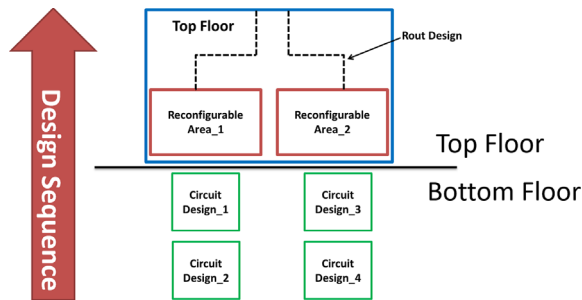 Design Sequence
Top Floor
Rout Design
Reconfigurable
Area_1
Reconfigurable
Area_2
Top Floor
Bottom Floor
Circuit
Design_1
Circuit
Design_3
Circuit
Design_2
Circuit
Design_4